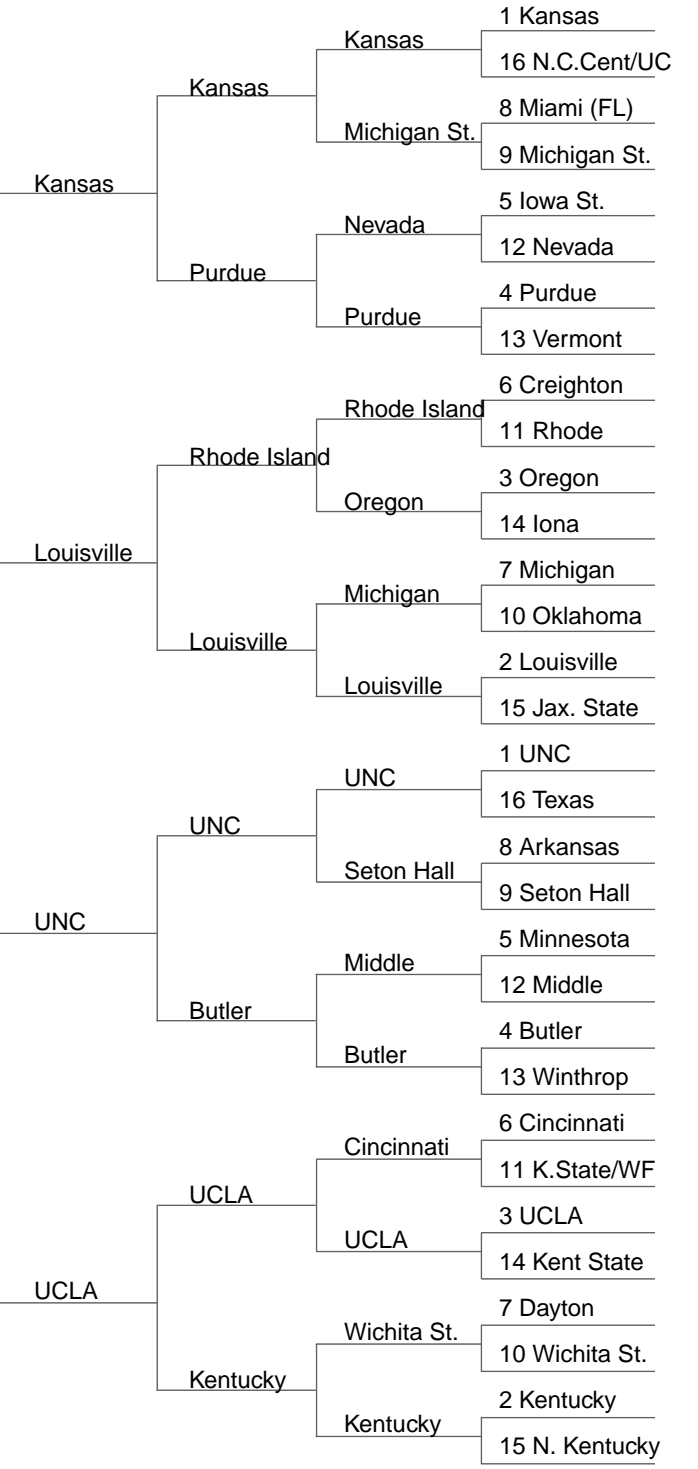 1 Kansas
Kansas
16 N.C.Cent/UC
Kansas
8 Miami (FL)
Michigan St.
9 Michigan St.
Kansas
5 Iowa St.
Nevada
12 Nevada
Purdue
4 Purdue
Purdue
13 Vermont
6 Creighton
Rhode Island
11 Rhode
Rhode Island
3 Oregon
Oregon
14 Iona
Louisville
7 Michigan
Michigan
10 Oklahoma
Louisville
2 Louisville
Louisville
15 Jax. State
1 UNC
UNC
16 Texas
UNC
8 Arkansas
Seton Hall
9 Seton Hall
UNC
5 Minnesota
Middle
12 Middle
Butler
4 Butler
Butler
13 Winthrop
6 Cincinnati
Cincinnati
11 K.State/WF
UCLA
3 UCLA
UCLA
14 Kent State
UCLA
7 Dayton
Wichita St.
10 Wichita St.
Kentucky
2 Kentucky
Kentucky
15 N. Kentucky